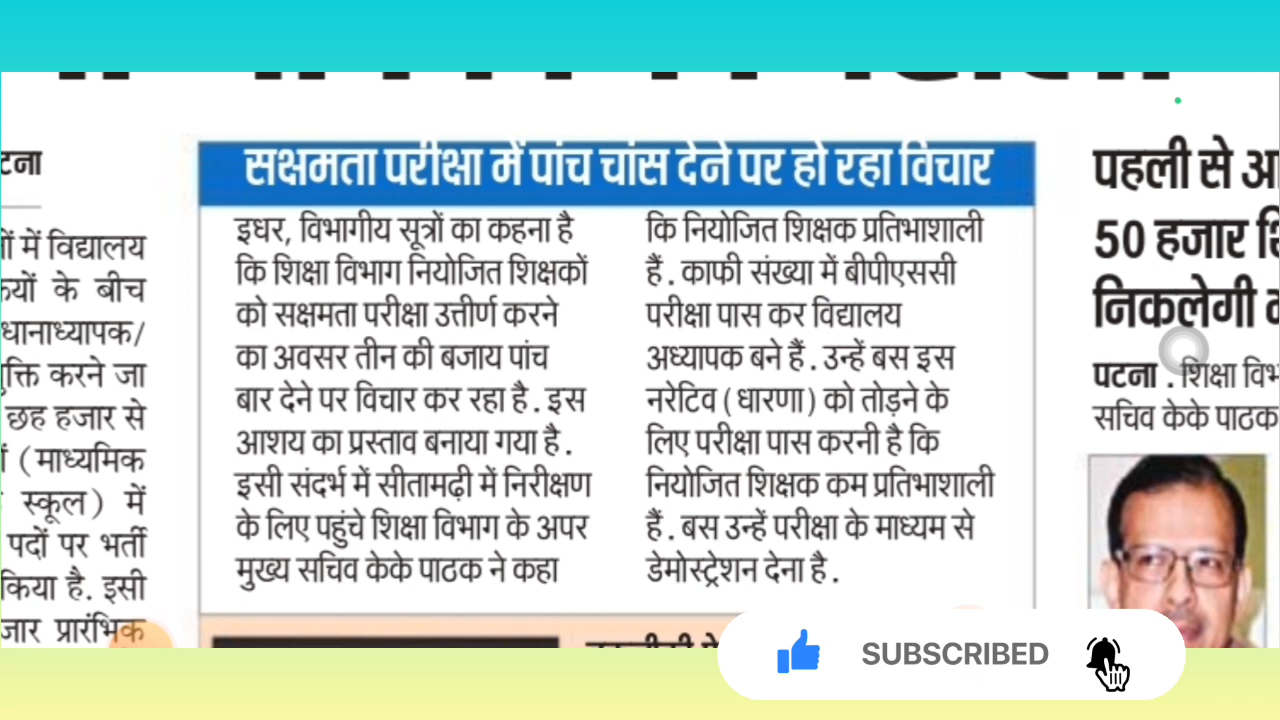 टना
में विद्यालय
के बीच
धानाध्यापक/
करने जा
छह हजार से
(माध्यमिक
स्कूल) में
पदों पर भर्ती
किया है. इसी
प्रारंभिक
सक्षमता परीक्षा में पांच चांस देने पर हो रहा विचार
इधर, विभागीय सूत्रों का कहना है
कि शिक्षा विभाग नियोजित शिक्षकों
को सक्षमता परीक्षा उत्तीर्ण करने
का अवसर तीन की बजाय पांच
बार देने पर विचार कर रहा है. इस
आशय का प्रस्ताव बनाया गया है.
इसी संदर्भ में सीतामढ़ी में निरीक्षण
के लिए पहुंचे शिक्षा विभाग के अपर
मुख्य सचिव केके पाठक ने कहा
कि नियोजित शिक्षक प्रतिभाशाली
हैं. काफी संख्या में बीपीएससी
परीक्षा पास कर विद्यालय
अध्यापक बने हैं. उन्हें बस इस
नरेटिव (धारणा) को तोड़ने के
लिए परीक्षा पास करनी है कि
नियोजित शिक्षक कम प्रतिभाशाली
हैं. बस उन्हें परीक्षा के माध्यम से
डेमोस्ट्रेशन देना है.
पहली से
50 हजार
निकलेगी
पटना . शिक्षा
सचिव केके पाठक
SUBSCRIBED